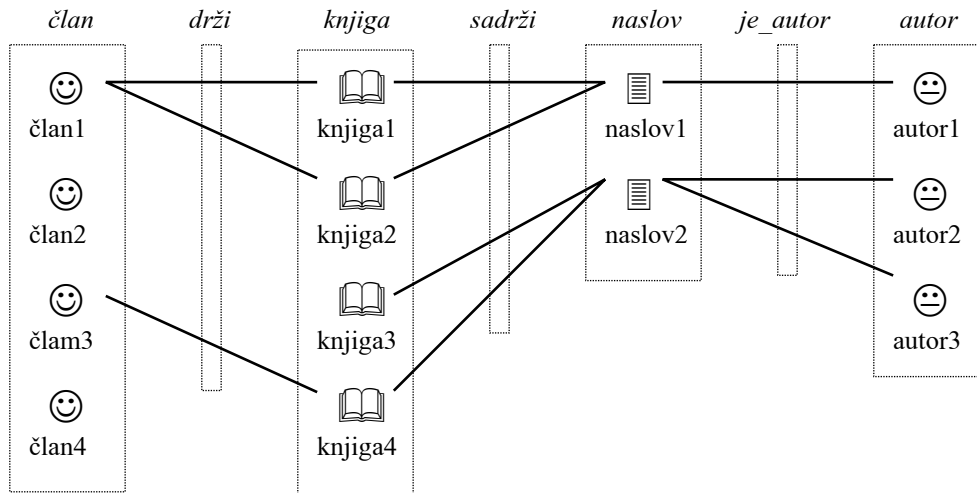 član drži knjiga sadrži naslov je_autor autor
član1 knjiga1 naslov1 autor1
član2 knjiga2 naslov2 autor2
člam3 knjiga3 autor3
član4 knjiga4